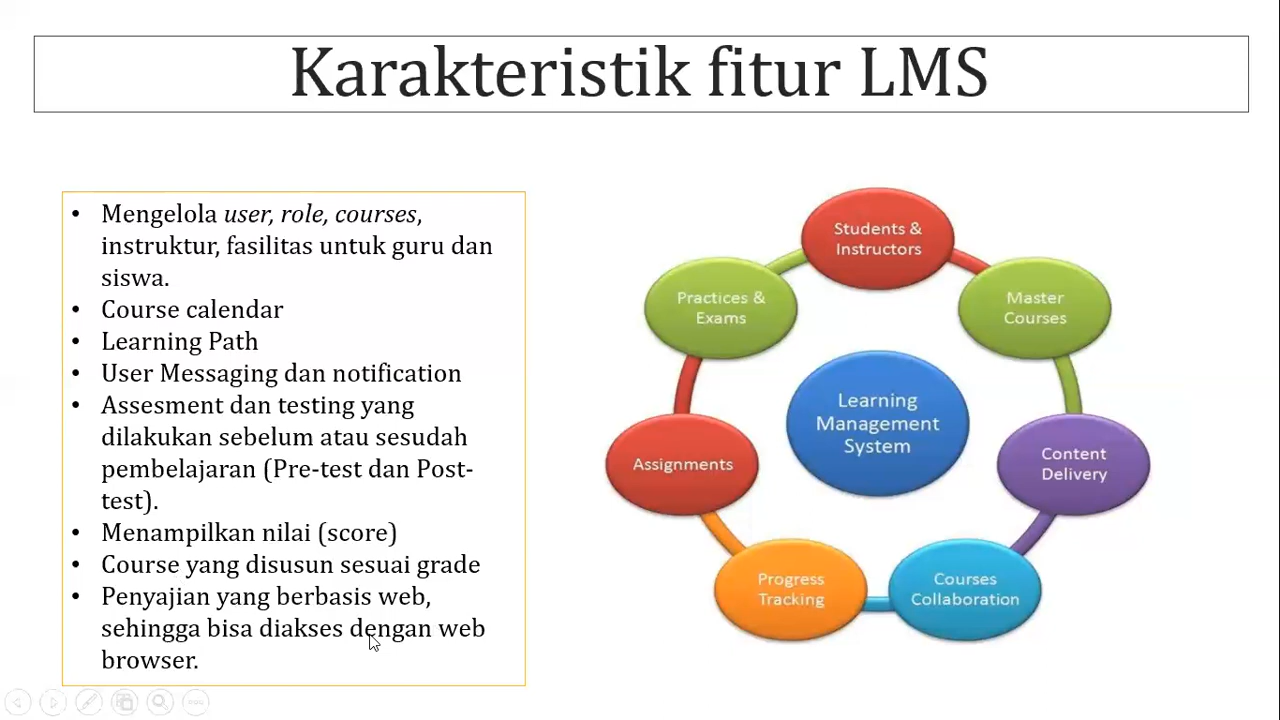 Karakteristik fitur LMS
• Mengelola user, role, courses,
instruktur, fasilitas untuk guru dan
siswa.
• Course calendar
• Learning Path
• User Messaging dan notification
• Assesment dan testing yang
dilakukan sebelum atau sesudah
pembelajaran (Pre-test dan Post-
test).
• Menampilkan nilai (score)
• Course yang disusun sesuai grade
• Penyajian yang berbasis web,
sehingga bisa diakses dengan web
browser.
Students &
Instructors
Master
Courses
Content
Delivery
Courses
Collaboration
Progress
Tracking
Assignments
Practices &
Exams
Learning
Management
System